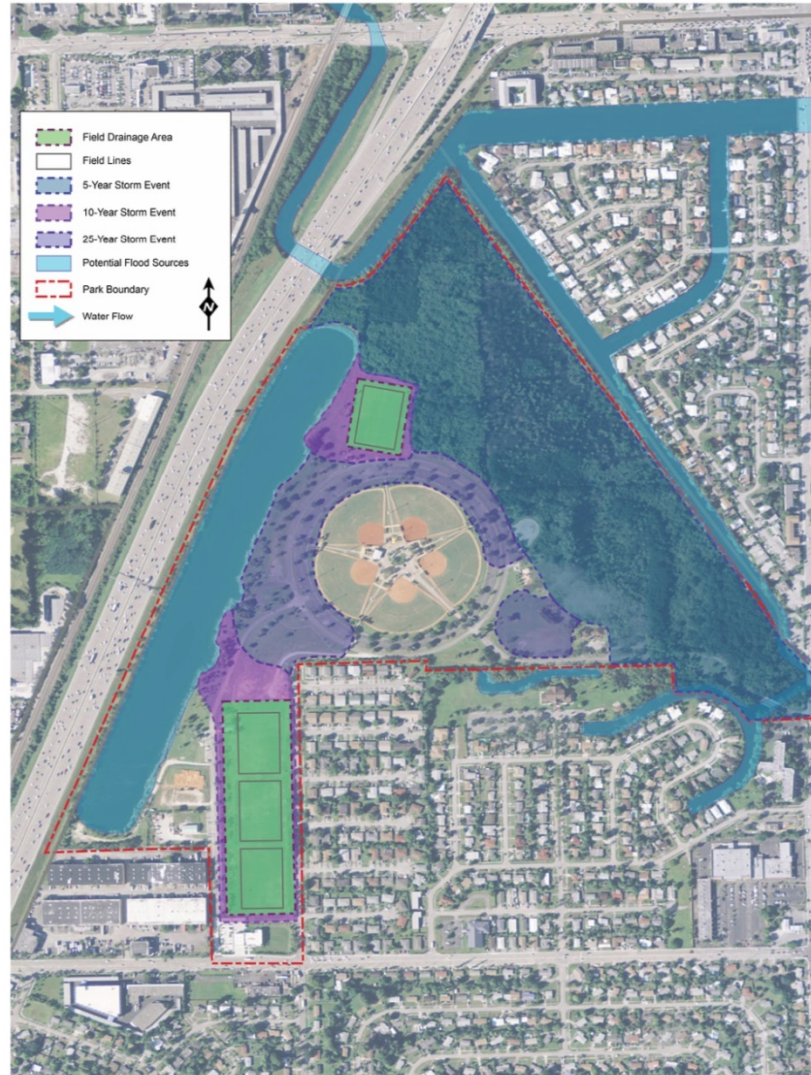 Field Drainage Area
Field Lines
5-Year Storm Event
10-Year Storm Event
25-Year Storm Event
Potential Flood Sources
Park Boundary
N
Water Flow